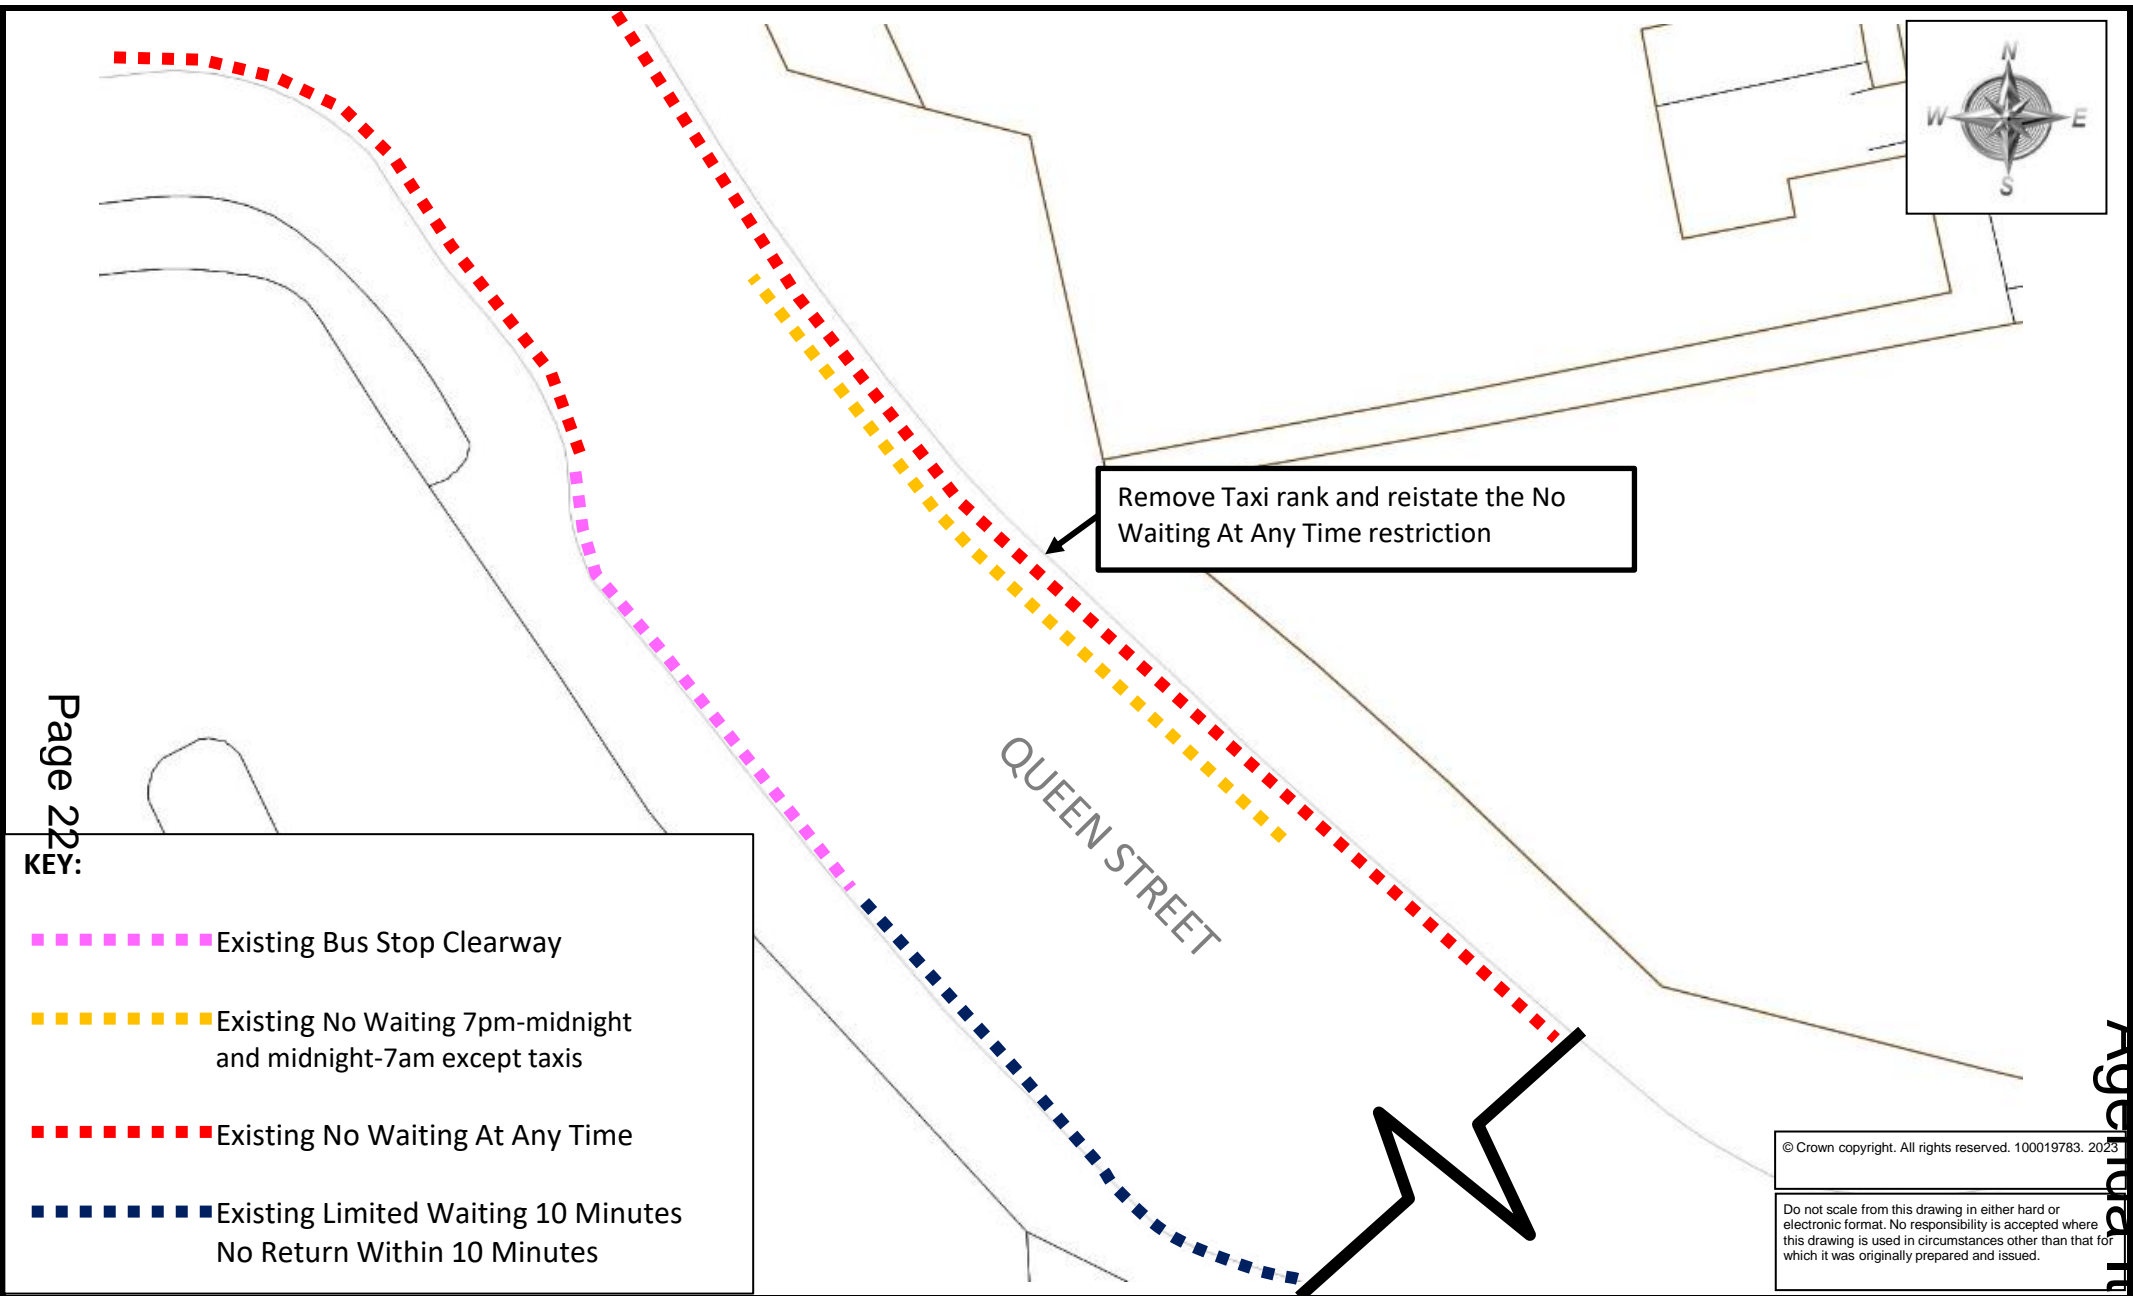 N
W
E
S
Remove Taxi rank and reistate the No
Waiting At Any Time restriction
QUEEN STREET
Page 22
KEY:
Existing Bus Stop Clearway
Existing No Waiting 7pm-midnight
and midnight-7am except taxis
Existing No Waiting At Any Time
Existing Limited Waiting 10 Minutes
No Return Within 10 Minutes
© Crown copyright. All rights reserved. 100019783. 2023
Do not scale from this drawing in either hard or
electronic format. No responsibility is accepted where
this drawing is used in circumstances other than that for
which it was originally prepared and issued.
Agenda